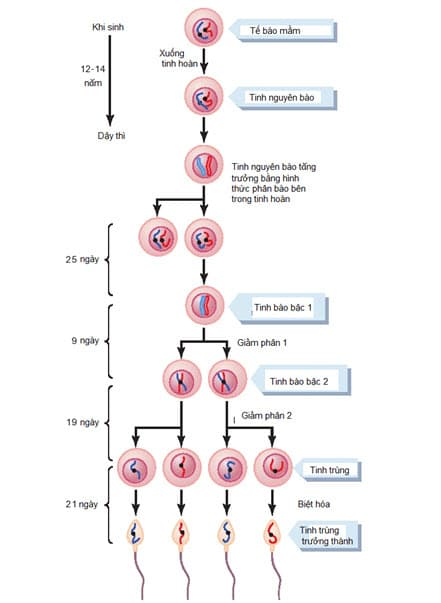 Khi sinh
Tế bào mầm
Xuống
tinh hoàn
12-14
năm
Tinh nguyên bào
Dậy thì
Tinh nguyên bào tăng
trưởng bằng hình
thức phân bào bên
trong tinh hoàn
25 ngày
Tinh bào bậc 1
9 ngày
Giảm phân 1
Tinh bào bậc 2
19 ngày
Giảm phân 2
Tinh trùng
21 ngày
Biệt hóa
Tinh trùng
trưởng thành